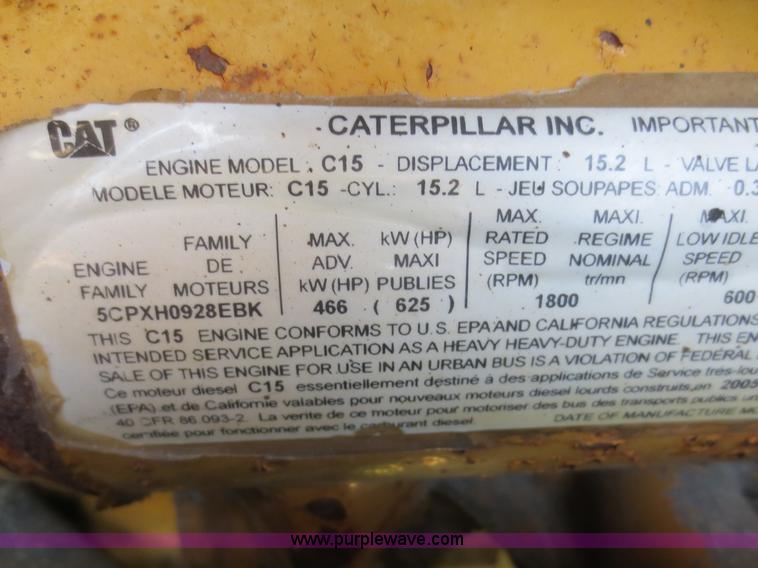 CAT ® CATERPILLAR INC. IMPORTANT
ENGINE MODEL C15 - DISPLACEMENT: 15.2 L - VALVE
MODELE MOTEUR: C15 -CYL.: 15.2 L - JEU SOUPAPES: ADM.
ENGINE FAMILY
FAMILLY DE MOTEURS
5CPXH0928EBK
MAX. ADV. kW (HP)
kW (HP) MAXI PUBLIES
466 ( 625 )
MAX. RATED SPEED (RPM)
MAXI. REGIME NOMINAL tr/mn
1800
MAXI. LOW IDLE SPEED (RPM)
600
THIS C15 ENGINE CONFORMS TO U.S. EPA AND CALIFORNIA REGULATIONS
INTENDED SERVICE APPLICATION AS A HEAVY HEAVY-DUTY ENGINE. THIS
SALE OF THIS ENGINE FOR USE IN AN URBAN BUS IS A VIOLATION OF FEDERAL
Ce moteur diesel C15 essentiellement destiné à des applications de Service très
(EPA) et de Californie valables pour nouveaux moteurs diesel lourds construits en 2005
40 CFR 86.093-2. La vente de ce moteur pour motoriser des bus des transports publics
certifiée pour fonctionner avec le carburant diesel. DATE OF MANUFACTURE
www.purplewave.com